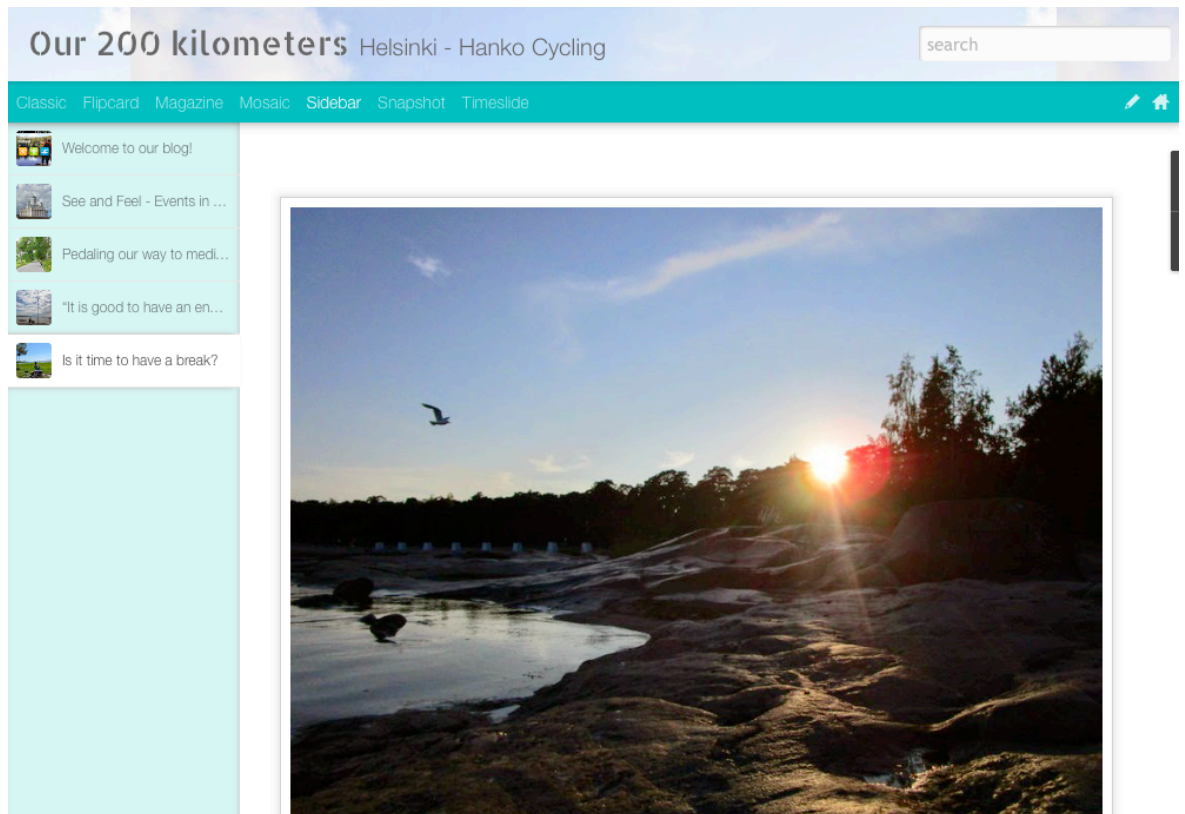 Our 200 kilometers Helsinki - Hanko Cycling
search
Classic Flipcard Magazine Mosaic Sidebar Snapshot Timeslide
Welcome to our blog!
See and Feel - Events in ...
Pedaling our way to medi...
“It is good to have an en...
Is it time to have a break?